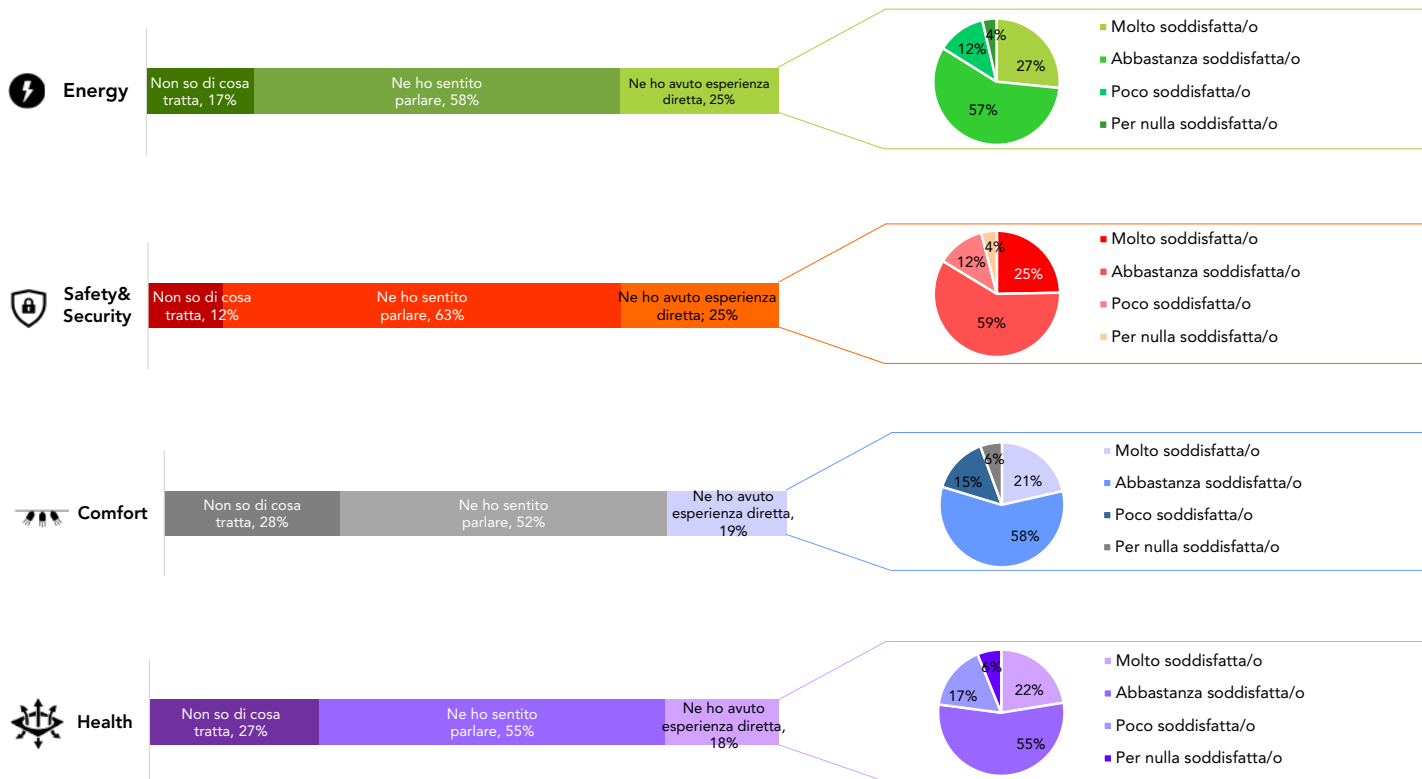 Energy
Non so di cosa
tratta, 17%
Ne ho sentito
parlare, 58%
Ne ho avuto esperienza
diretta, 25%
4%
12%
27%
57%
Molto soddisfatta/o
Abbastanza soddisfatta/o
Poco soddisfatta/o
Per nulla soddisfatta/o
Safety&
Security
Non so di cosa
tratta, 12%
Ne ho sentito
parlare, 63%
Ne ho avuto esperienza
diretta; 25%
4%
12%
25%
59%
Molto soddisfatta/o
Abbastanza soddisfatta/o
Poco soddisfatta/o
Per nulla soddisfatta/o
Comfort
Non so di cosa
tratta, 28%
Ne ho sentito
parlare, 52%
Ne ho avuto
esperienza diretta,
19%
6%
15%
21%
58%
Molto soddisfatta/o
Abbastanza soddisfatta/o
Poco soddisfatta/o
Per nulla soddisfatta/o
Health
Non so di cosa
tratta, 27%
Ne ho sentito
parlare, 55%
Ne ho avuto
esperienza diretta,
18%
6%
17%
22%
55%
Molto soddisfatta/o
Abbastanza soddisfatta/o
Poco soddisfatta/o
Per nulla soddisfatta/o